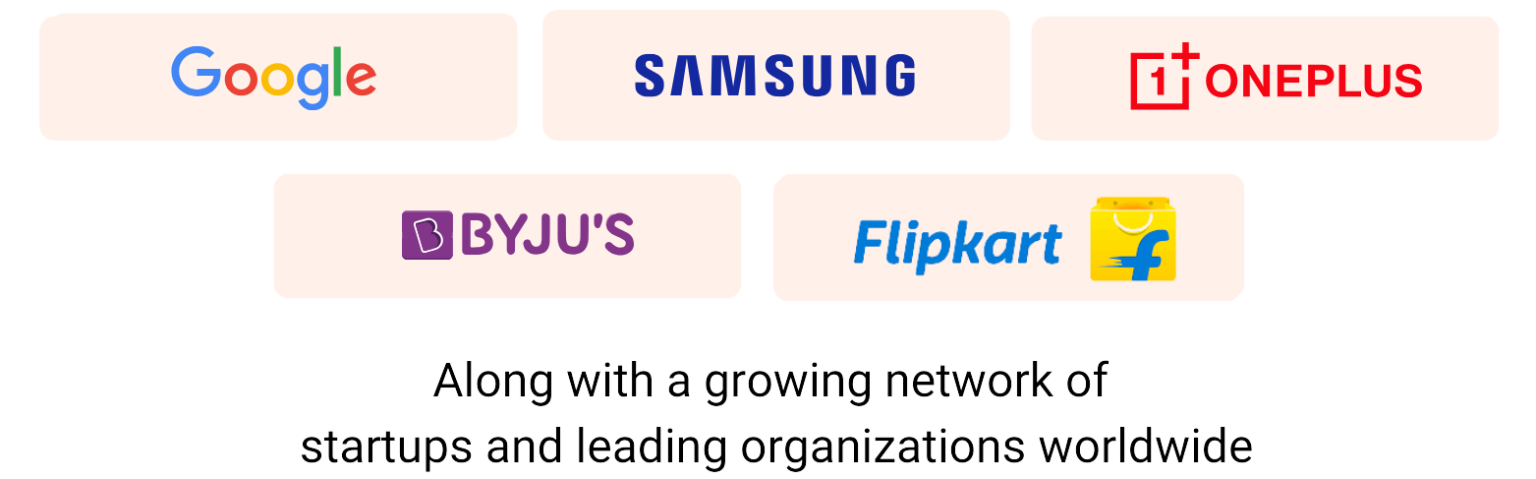 Google
SAMSUNG
1+ ONEPLUS
B BYJU'S
Flipkart f
Along with a growing network of
startups and leading organizations worldwide